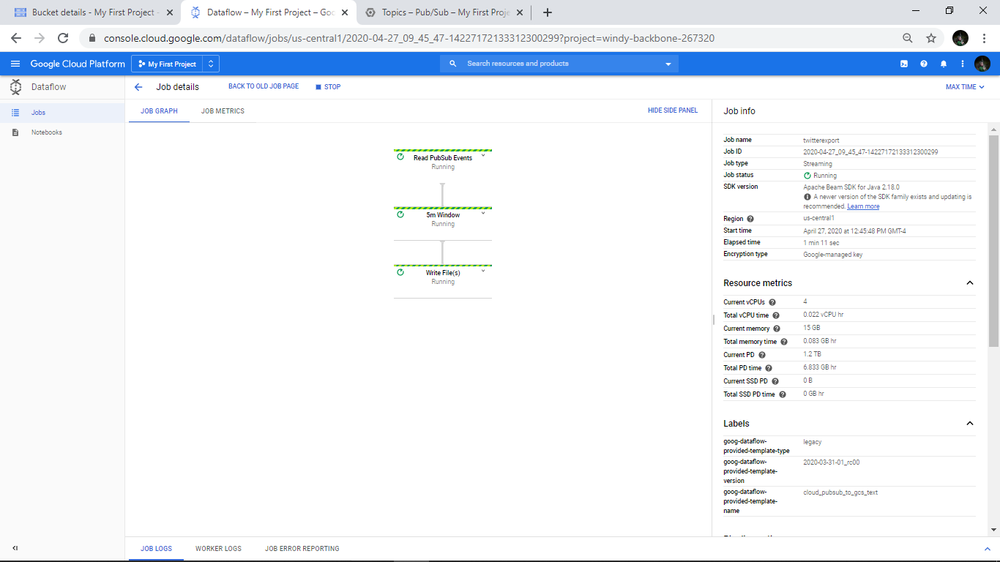 Bucket details - My First Project -
Dataflow – My First Project – Goo
Topics – Pub/Sub – My First Proje
console.cloud.google.com/dataflow/jobs/us-central1/2020-04-27_09_45_47-14227172133312300299?project=windy-backbone-267320
Google Cloud Platform
My First Project
Search resources and products
Dataflow
Job details
BACK TO OLD JOB PAGE
STOP
MAX TIME
Jobs
Notebooks
JOB GRAPH
JOB METRICS
HIDE SIDE PANEL
Read PubSub Events
Running
5m Window
Running
Write File(s)
Running
Job info
Job name twitterexport
Job ID 2020-04-27_09_45_47-14227172133312300299
Job type Streaming
Job status Running
SDK version Apache Beam SDK for Java 2.18.0
A newer version of the SDK family exists and updating is
recommended. Learn more
Region us-central1
Start time April 27, 2020 at 12:45:48 PM GMT-4
Elapsed time 1 min 11 sec
Encryption type Google-managed key
Resource metrics
Current vCPUs 4
Total vCPU time 0.022 vCPU hr
Current memory 15 GB
Total memory time 0.083 GB hr
Current PD 1.2 TB
Total PD time 6.833 GB hr
Current SSD PD 0 B
Total SSD PD time 0 GB hr
Labels
goog-dataflow-
provided-template-type
legacy
goog-dataflow-
provided-template-
version
2020-03-31-01_rc00
goog-dataflow-
provided-template-
name
cloud_pubsub_to_gcs_text
JOB LOGS
WORKER LOGS
JOB ERROR REPORTING